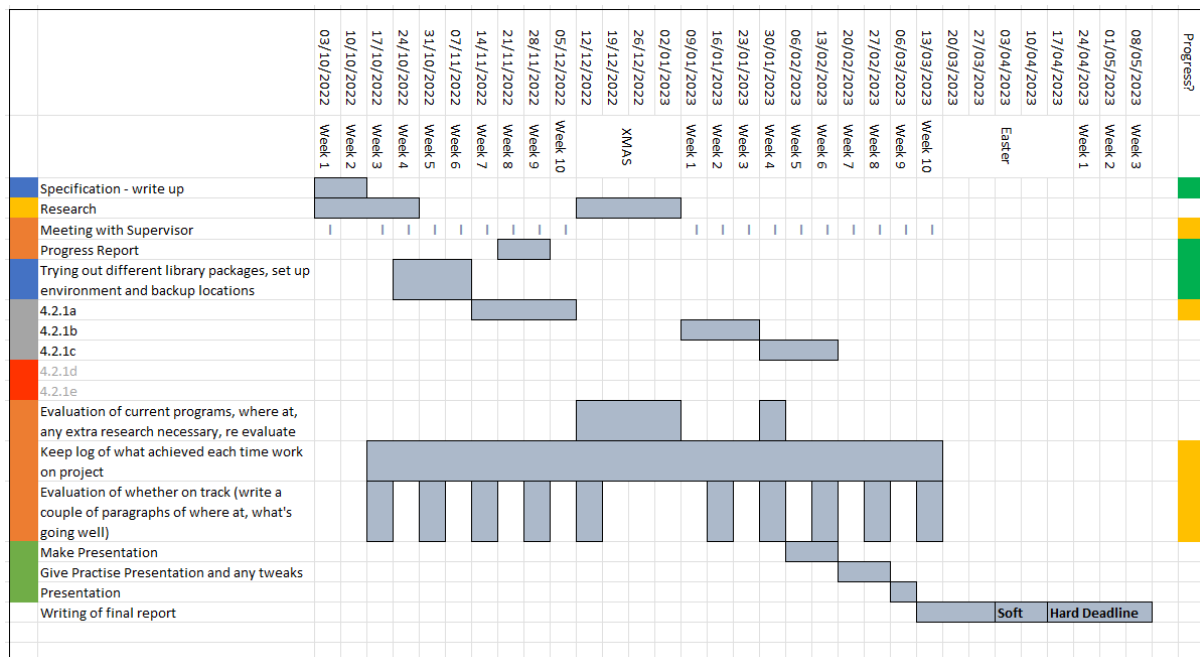 03/10/2022
10/10/2022
17/10/2022
24/10/2022
31/10/2022
07/11/2022
14/11/2022
21/11/2022
28/11/2022
05/12/2022
12/12/2022
19/12/2022
26/12/2022
02/01/2023
09/01/2023
16/01/2023
23/01/2023
30/01/2023
06/02/2023
13/02/2023
20/02/2023
27/02/2023
06/03/2023
13/03/2023
20/03/2023
27/03/2023
03/04/2023
10/04/2023
17/04/2023
24/04/2023
01/05/2023
08/05/2023
Progress?
Week 1
Week 2
Week 3
Week 4
Week 5
Week 6
Week 7
Week 8
Week 9
Week 10
XMAS
Week 1
Week 2
Week 3
Week 4
Week 5
Week 6
Week 7
Week 8
Week 9
Week 10
Easter
Week 1
Week 2
Week 3
Specification - write up
Research
Meeting with Supervisor
Progress Report
Trying out different library packages, set up
environment and backup locations
4.2.1a
4.2.1b
4.2.1c
4.2.1d
4.2.1e
Evaluation of current programs, where at,
any extra research necessary, re evaluate
Keep log of what achieved each time work
on project
Evaluation of whether on track (write a
couple of paragraphs of where at, what's
going well)
Make Presentation
Give Practise Presentation and any tweaks
Presentation
Writing of final report
Soft
Hard Deadline